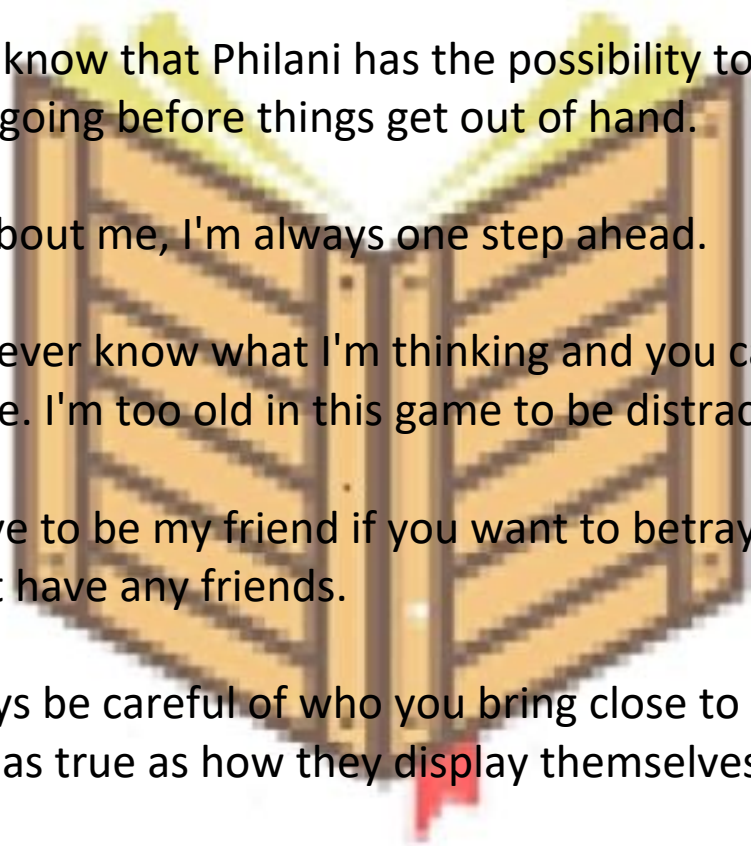 know that Philani has the possibility to
going before things get out of hand.
bout me, I'm always one step ahead.
ever know what I'm thinking and you ca
e. I'm too old in this game to be distrac
ve to be my friend if you want to betray
t have any friends.
ys be careful of who you bring close to
as true as how they display themselves